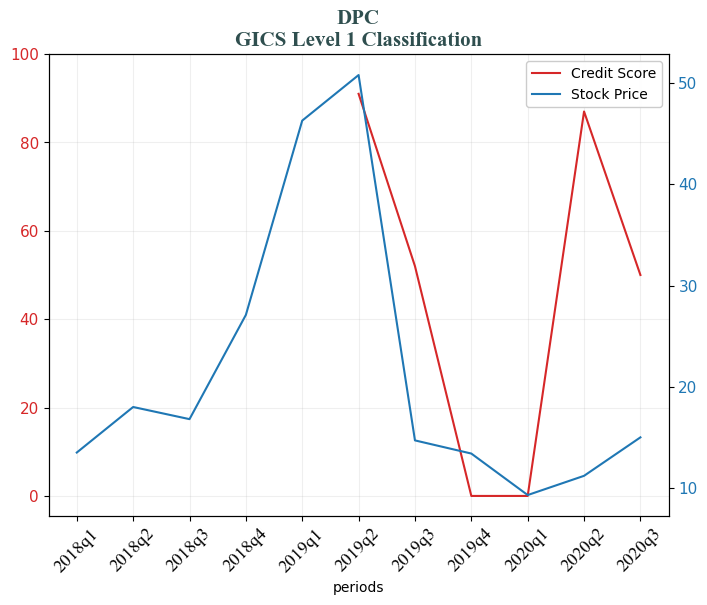 DPC
GICS Level 1 Classification
Credit Score
Stock Price
100
80
60
40
20
0
50
40
30
20
10
2018q1
2018q2
2018q3
2018q4
2019q1
2019q2
2019q3
2019q4
2020q1
2020q2
2020q3
periods